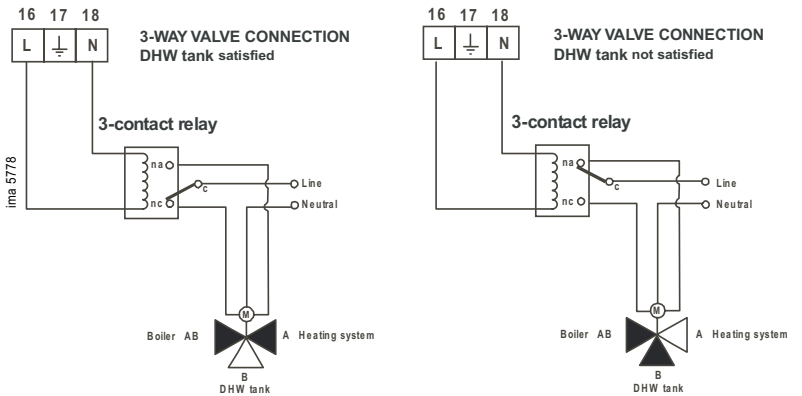 16 17 18
L N
3-WAY VALVE CONNECTION
DHW tank satisfied
3-contact relay
ima 5778
na
c
nc
Line
Neutral
M
Boiler AB
A Heating system
B
DHW tank
16 17 18
L N
3-WAY VALVE CONNECTION
DHW tank not satisfied
3-contact relay
na
c
nc
Line
Neutral
M
Boiler AB
A Heating system
B
DHW tank